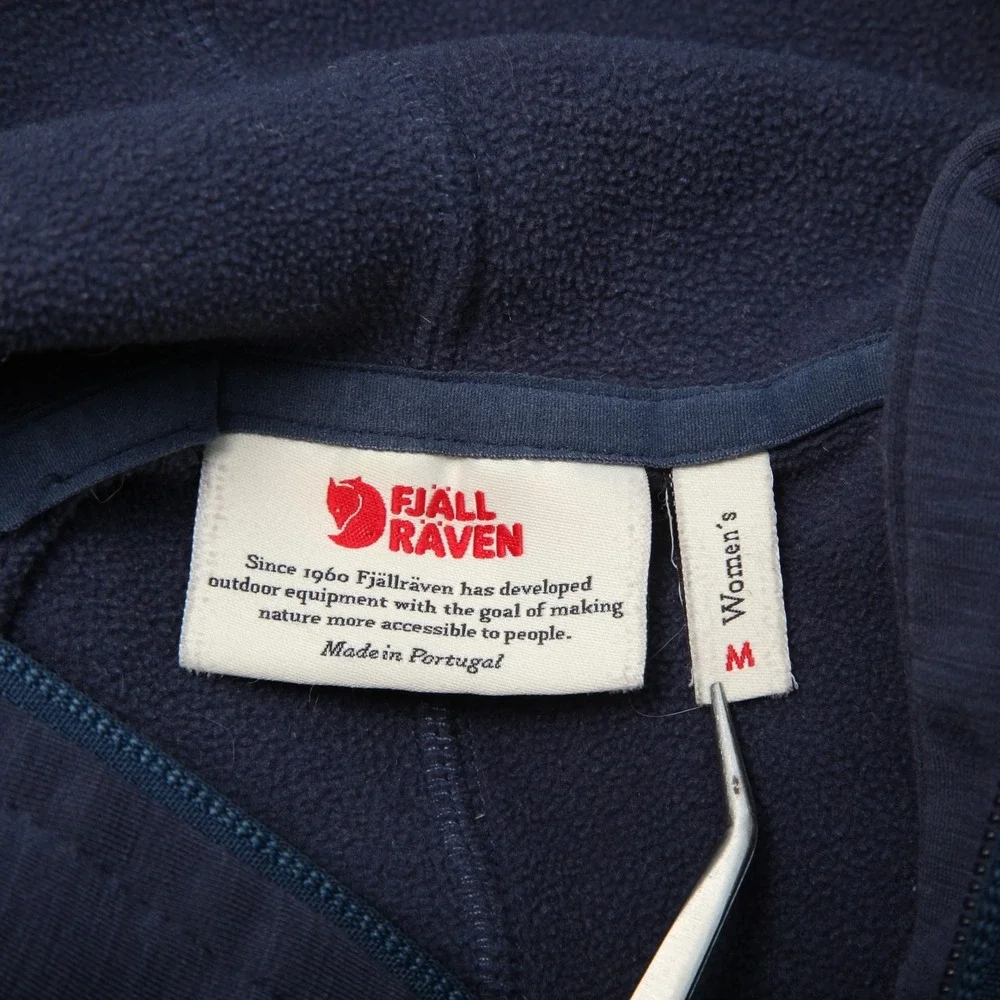 FJÄLL
RÄVEN
Since 1960 Fjällräven has developed
outdoor equipment with the goal of making
nature more accessible to people.
Made in Portugal
Women's
M